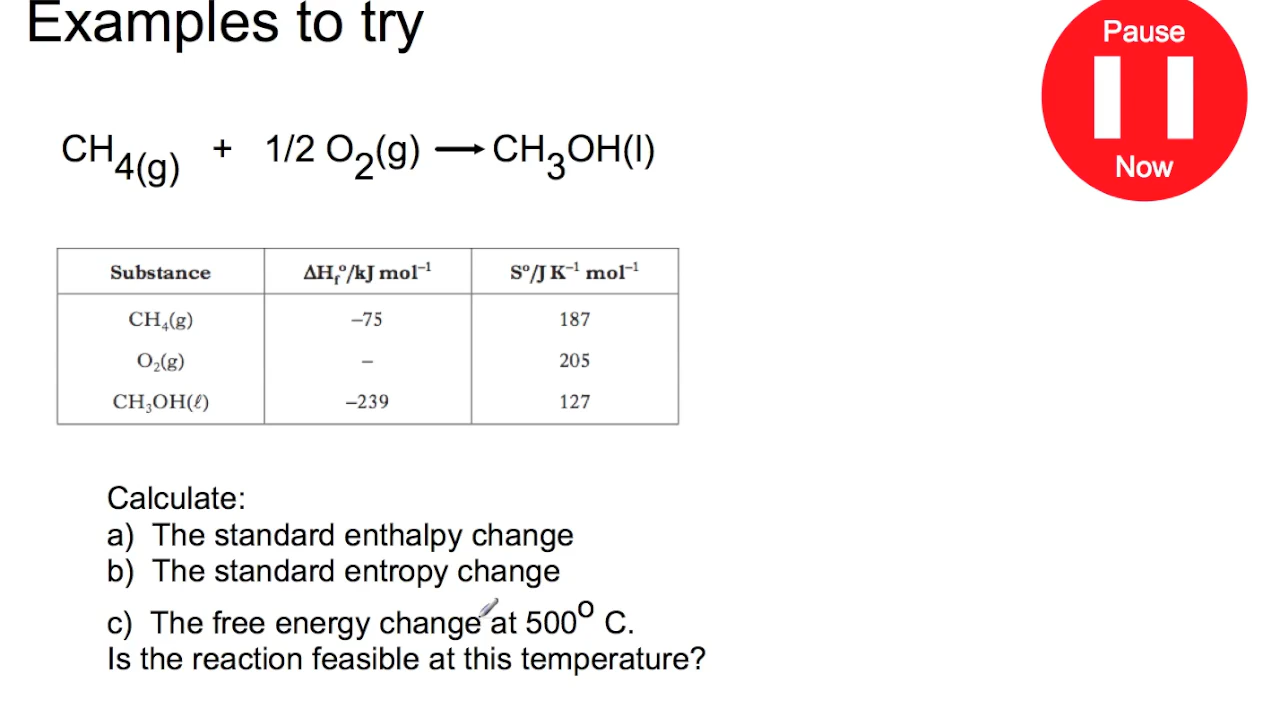 Examples to try
Pause
Now
CH4(g) + 1/2 O2(g) → CH3OH(l)
Substance ΔHf°/kJ mol⁻¹ S°/J K⁻¹ mol⁻¹
CH₄(g) –75 187
O₂(g) – 205
CH₃OH(ℓ) –239 127
Calculate:
a) The standard enthalpy change
b) The standard entropy change
c) The free energy change at 500⁰ C.
Is the reaction feasible at this temperature?